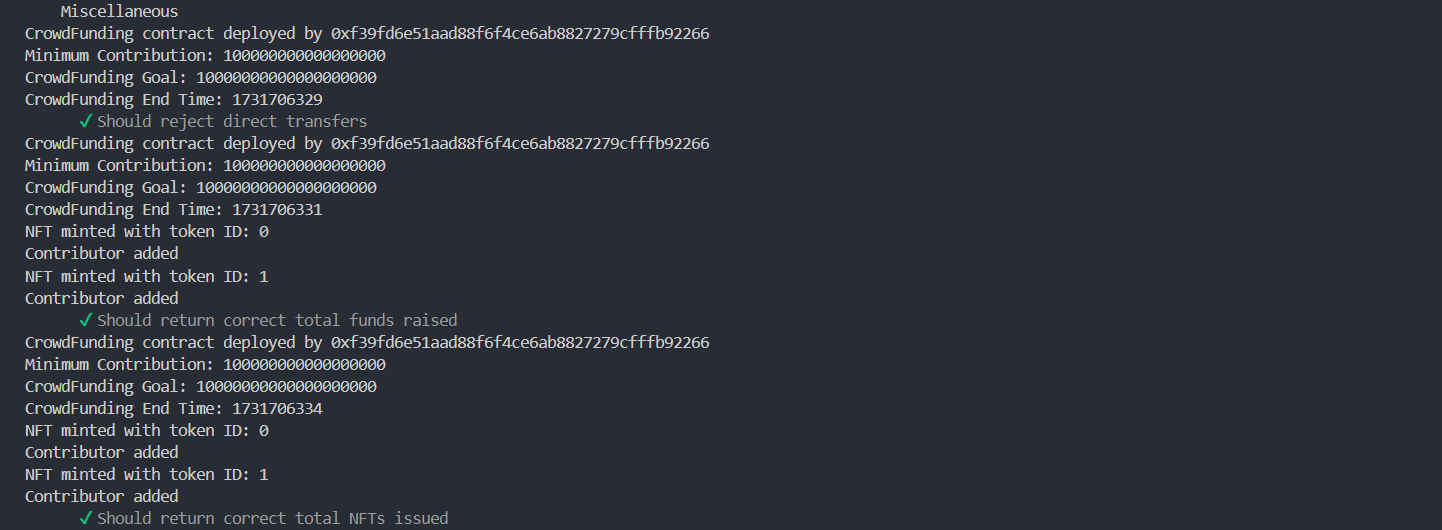 Miscellaneous
CrowdFunding contract deployed by 0xf39fd6e51aad88f6f4ce6ab8827279cfffb92266
Minimum Contribution: 100000000000000000
CrowdFunding Goal: 10000000000000000000
CrowdFunding End Time: 1731706329
✓ Should reject direct transfers
CrowdFunding contract deployed by 0xf39fd6e51aad88f6f4ce6ab8827279cfffb92266
Minimum Contribution: 100000000000000000
CrowdFunding Goal: 10000000000000000000
CrowdFunding End Time: 1731706331
NFT minted with token ID: 0
Contributor added
NFT minted with token ID: 1
Contributor added
✓ Should return correct total funds raised
CrowdFunding contract deployed by 0xf39fd6e51aad88f6f4ce6ab8827279cfffb92266
Minimum Contribution: 100000000000000000
CrowdFunding Goal: 10000000000000000000
CrowdFunding End Time: 1731706334
NFT minted with token ID: 0
Contributor added
NFT minted with token ID: 1
Contributor added
✓ Should return correct total NFTs issued